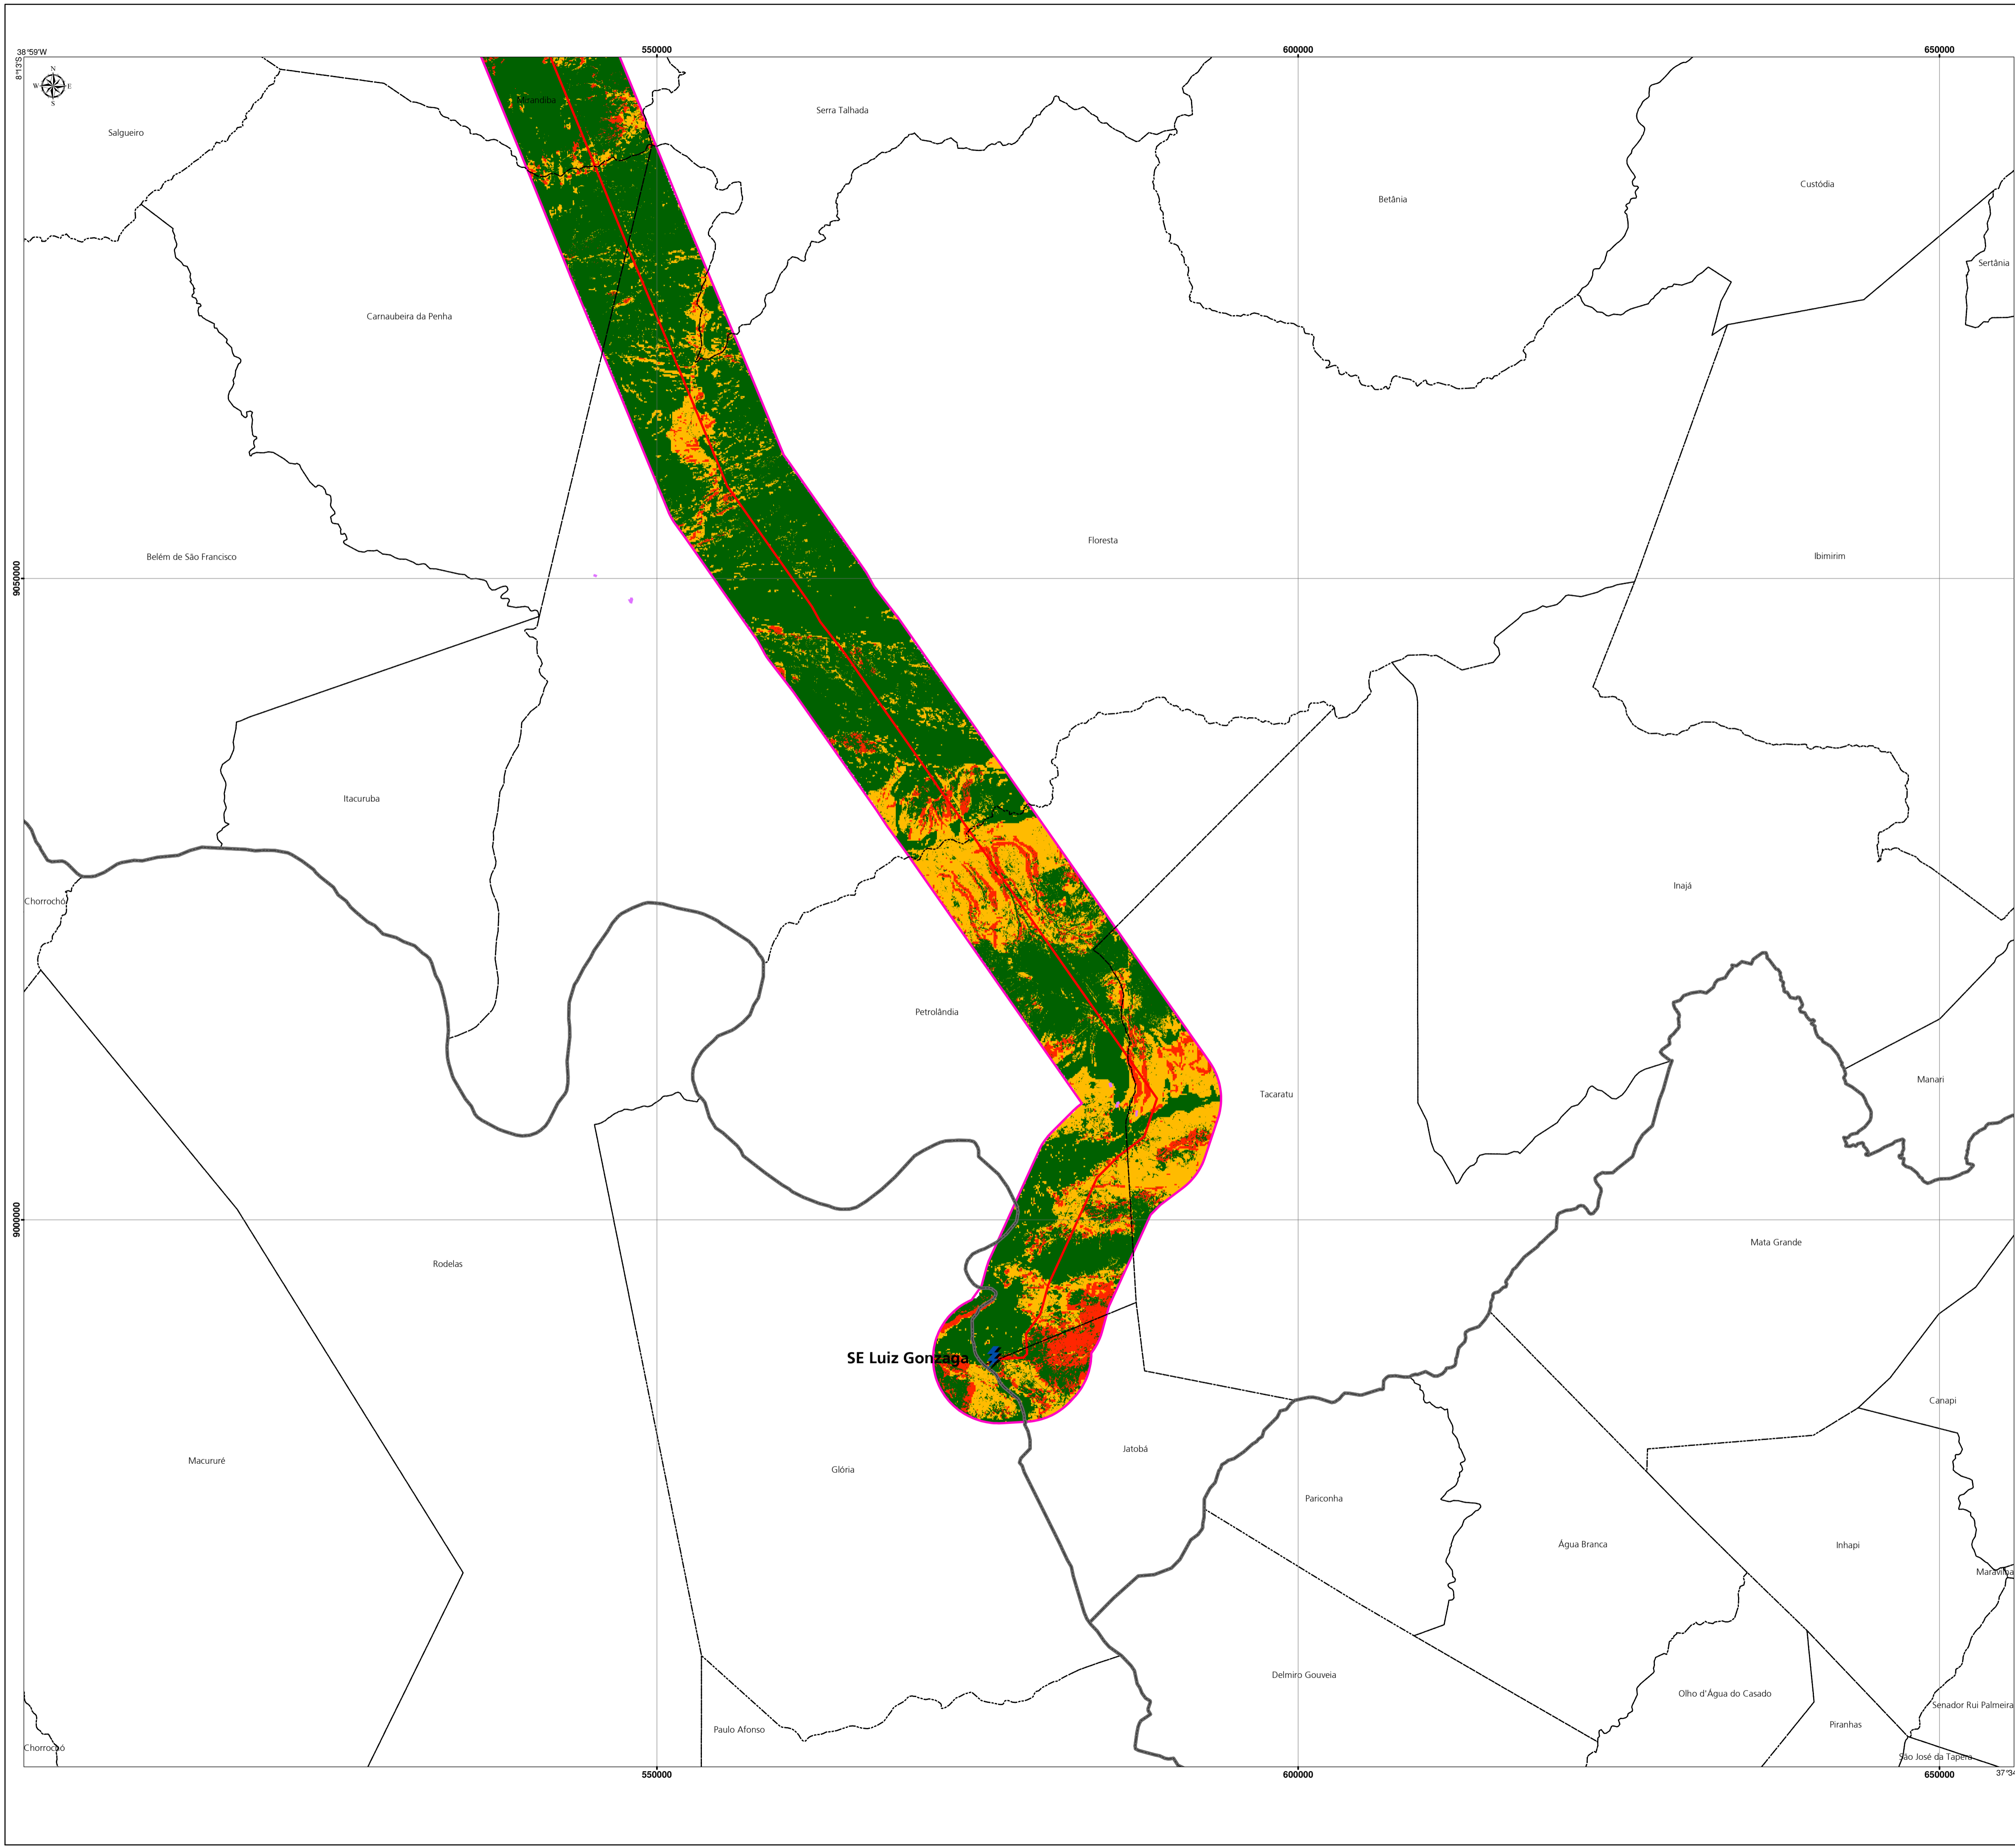 38°59'W
550000
600000
650000
8°13'S
N
W
E
S
Mirandiba
Serra Talhada
Salgueiro
Custódia
Betânia
Sertânia
Carnaubeira da Penha
Floresta
Belém de São Francisco
Ibimirim
9050000
Itacuruba
Inajá
Chorrochó
Petrolândia
Manari
Tacaratu
9000000
Mata Grande
Rodelas
SE Luiz Gonzaga
Canapi
Jatobá
Macururé
Glória
Pariconha
Água Branca
Inhapi
Maravilha
Delmiro Gouveia
Olho d'Água do Casado
Senador Rui Palmeira
Piranhas
Paulo Afonso
Chorrochó
São José da Tapera
550000
600000
650000
37°34